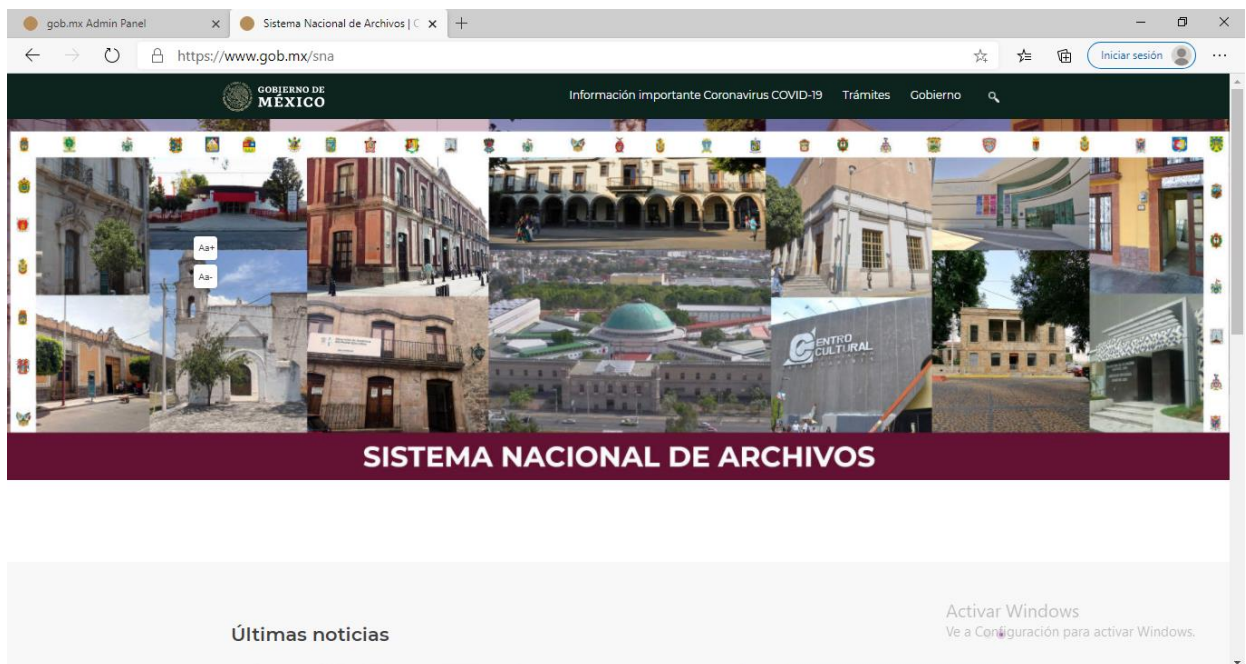 gob.mx Admin Panel
Sistema Nacional de Archivos | C
https://www.gob.mx/sna
Iniciar sesión
GOBIERNO DE
MÉXICO
Información importante Coronavirus COVID-19
Trámites
Gobierno
Aa+
Aa-
CENTRO
CULTURAL
SISTEMA NACIONAL DE ARCHIVOS
Últimas noticias
Activar Windows
Ve a Configuración para activar Windows.